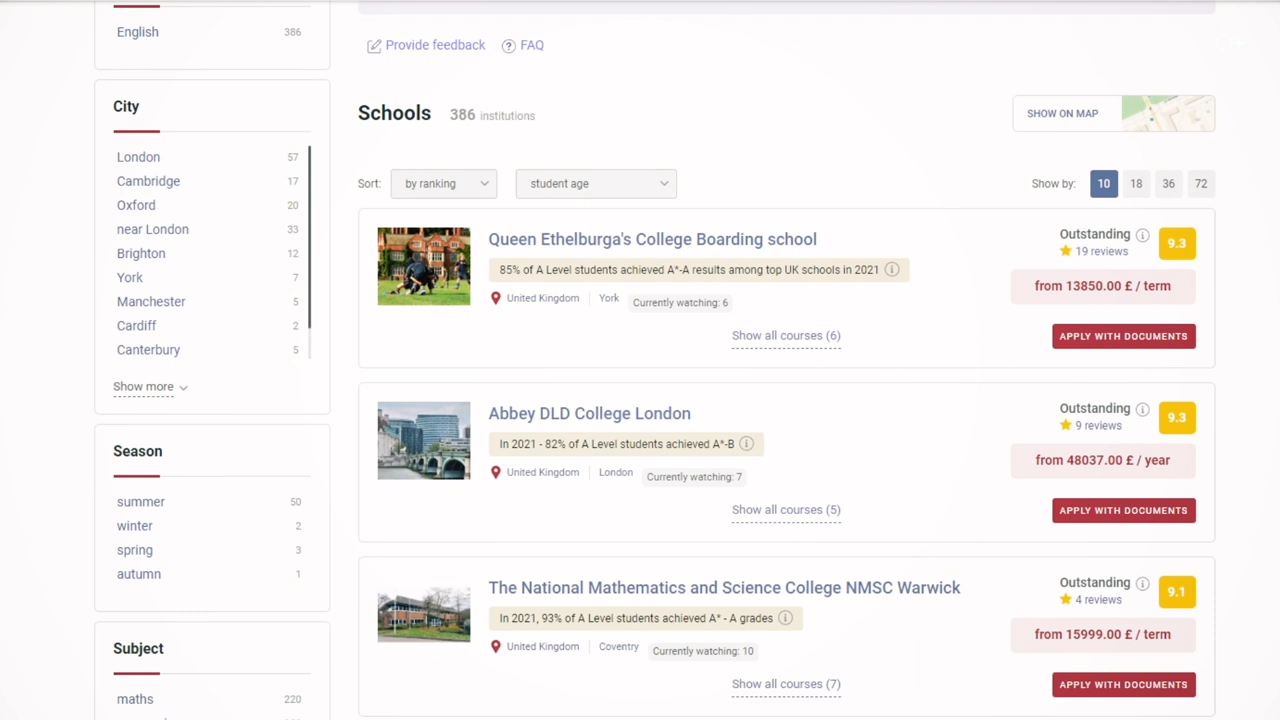 English 386
Provide feedback FAQ
City
London 57
Cambridge 17
Oxford 20
near London 33
Brighton 12
York 7
Manchester 5
Cardiff 2
Canterbury 5
Show more
Season
summer 50
winter 2
spring 3
autumn 1
Subject
maths 220
Schools 386 institutions
SHOW ON MAP
Sort: by ranking student age Show by: 10 18 36 72
Queen Ethelburga's College Boarding school
85% of A Level students achieved A*-A results among top UK schools in 2021
United Kingdom York Currently watching: 6
Show all courses (6)
Outstanding 9.3
19 reviews
from 13850.00 £ / term
APPLY WITH DOCUMENTS
Abbey DLD College London
In 2021 - 82% of A Level students achieved A*-B
United Kingdom London Currently watching: 7
Show all courses (5)
Outstanding 9.3
9 reviews
from 48037.00 £ / year
APPLY WITH DOCUMENTS
The National Mathematics and Science College NMSC Warwick
In 2021, 93% of A Level students achieved A* - A grades
United Kingdom Coventry Currently watching: 10
Show all courses (7)
Outstanding 9.1
4 reviews
from 15999.00 £ / term
APPLY WITH DOCUMENTS